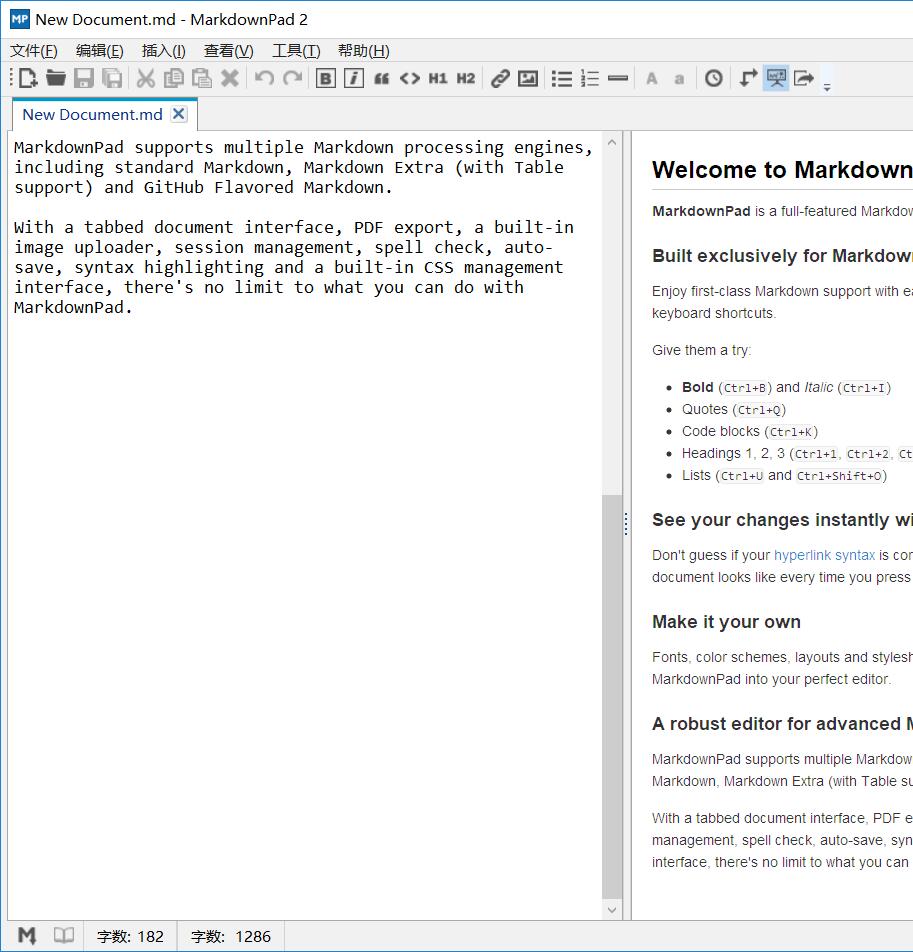 MP New Document.md - MarkdownPad 2
文件(F) 编辑(E) 插入(I) 查看(V) 工具(T) 帮助(H)
B i H1 H2 A a
New Document.md
MarkdownPad supports multiple Markdown processing engines,
including standard Markdown, Markdown Extra (with Table
support) and GitHub Flavored Markdown.
With a tabbed document interface, PDF export, a built-in
image uploader, session management, spell check, auto-
save, syntax highlighting and a built-in CSS management
interface, there's no limit to what you can do with
MarkdownPad.
Welcome to Markdown
MarkdownPad is a full-featured Markdow
Built exclusively for Markdow
Enjoy first-class Markdown support with ea
keyboard shortcuts.
Give them a try:
Bold (Ctrl+B) and Italic (Ctrl+I)
Quotes (Ctrl+Q)
Code blocks (Ctrl+K)
Headings 1, 2, 3 (Ctrl+1, Ctrl+2, Ct
Lists (Ctrl+U and Ctrl+Shift+O)
See your changes instantly wi
Don't guess if your hyperlink syntax is cor
document looks like every time you press
Make it your own
Fonts, color schemes, layouts and stylesh
MarkdownPad into your perfect editor.
A robust editor for advanced M
MarkdownPad supports multiple Markdow
Markdown, Markdown Extra (with Table su
With a tabbed document interface, PDF e
management, spell check, auto-save, syn
interface, there's no limit to what you can
字数: 182 字数: 1286